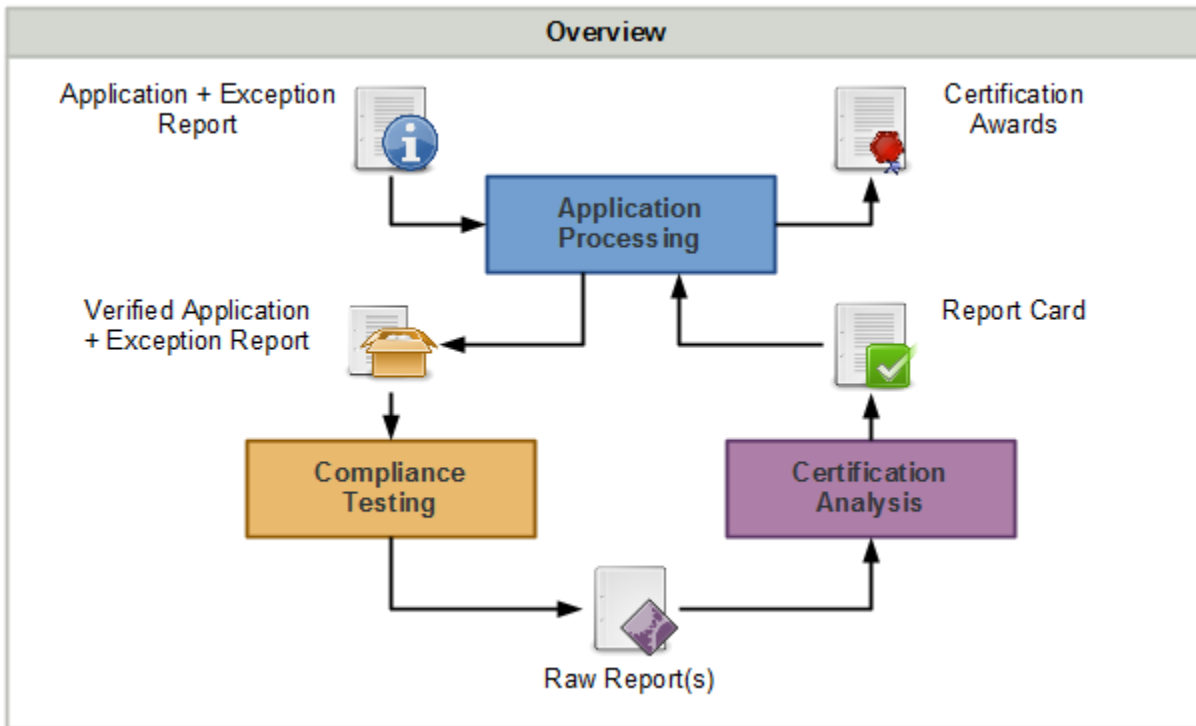 Overview
Application + Exception
Report
Certification
Awards
Application
Processing
Verified Application
+ Exception Report
Report Card
Compliance
Testing
Certification
Analysis
Raw Report(s)